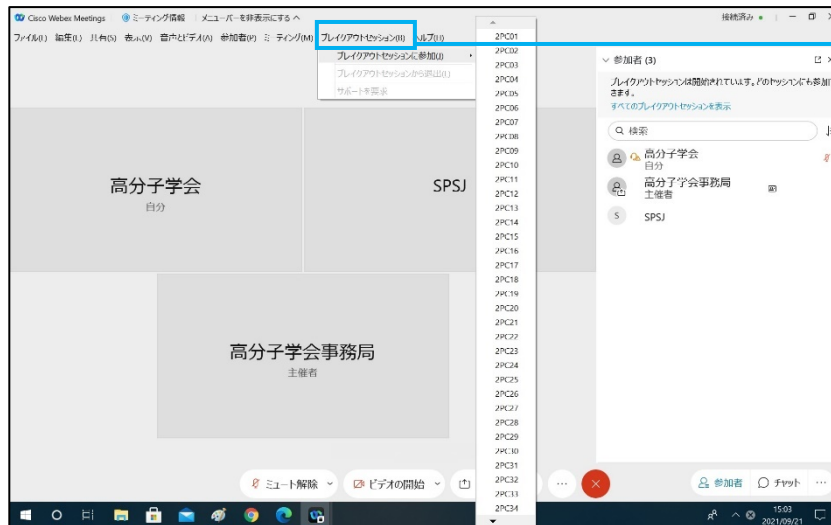 Cisco Webex Meetings
ミーティング情報
メニューバーを非表示にする ヘ
接続済み
ファイル(F) 編集(E) 共有(S) 表示(V) 音声とビデオ(A) 参加者(P) ミーティング(M) ブレイクアウトセッション(B) ヘルプ(H)
ブレイクアウトセッションに参加(J)
ブレイクアウトセッションから退出(L)
サポートを要求
2PC01
2PC02
2PC03
2PC04
2PC05
2PC06
2PC07
2PC08
2PC09
2PC10
2PC11
2PC12
2PC13
2PC14
2PC15
2PC16
2PC17
2PC18
2PC19
2PC20
2PC21
2PC22
2PC23
2PC24
2PC25
2PC26
2PC27
2PC28
2PC29
2PC30
2PC31
2PC32
2PC33
2PC34
高分子学会
自分
SPSJ
高分子学会事務局
主催者
参加者 (3)
ブレイクアウトセッションは開始されています。どのセッションにも参加で
きます。
すべてのブレイクアウトセッションを表示
検索
高分子学会
自分
高分子学会事務局
主催者
S SPSJ
ミュート解除
ビデオの開始
参加者
チャット
15:03
2021/09/21